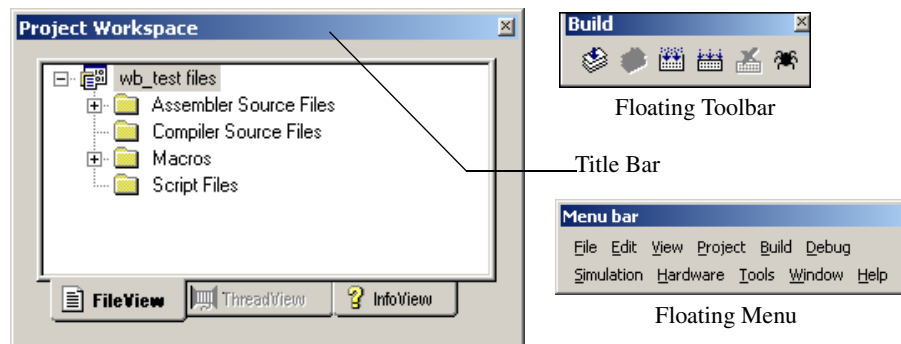 Project Workspace
wb_test files
Assembler Source Files
Compiler Source Files
Macros
Script Files
FileView ThreadView InfoView
Build
Floating Toolbar
Title Bar
Menu bar
File Edit View Project Build Debug
Simulation Hardware Tools Window Help
Floating Menu